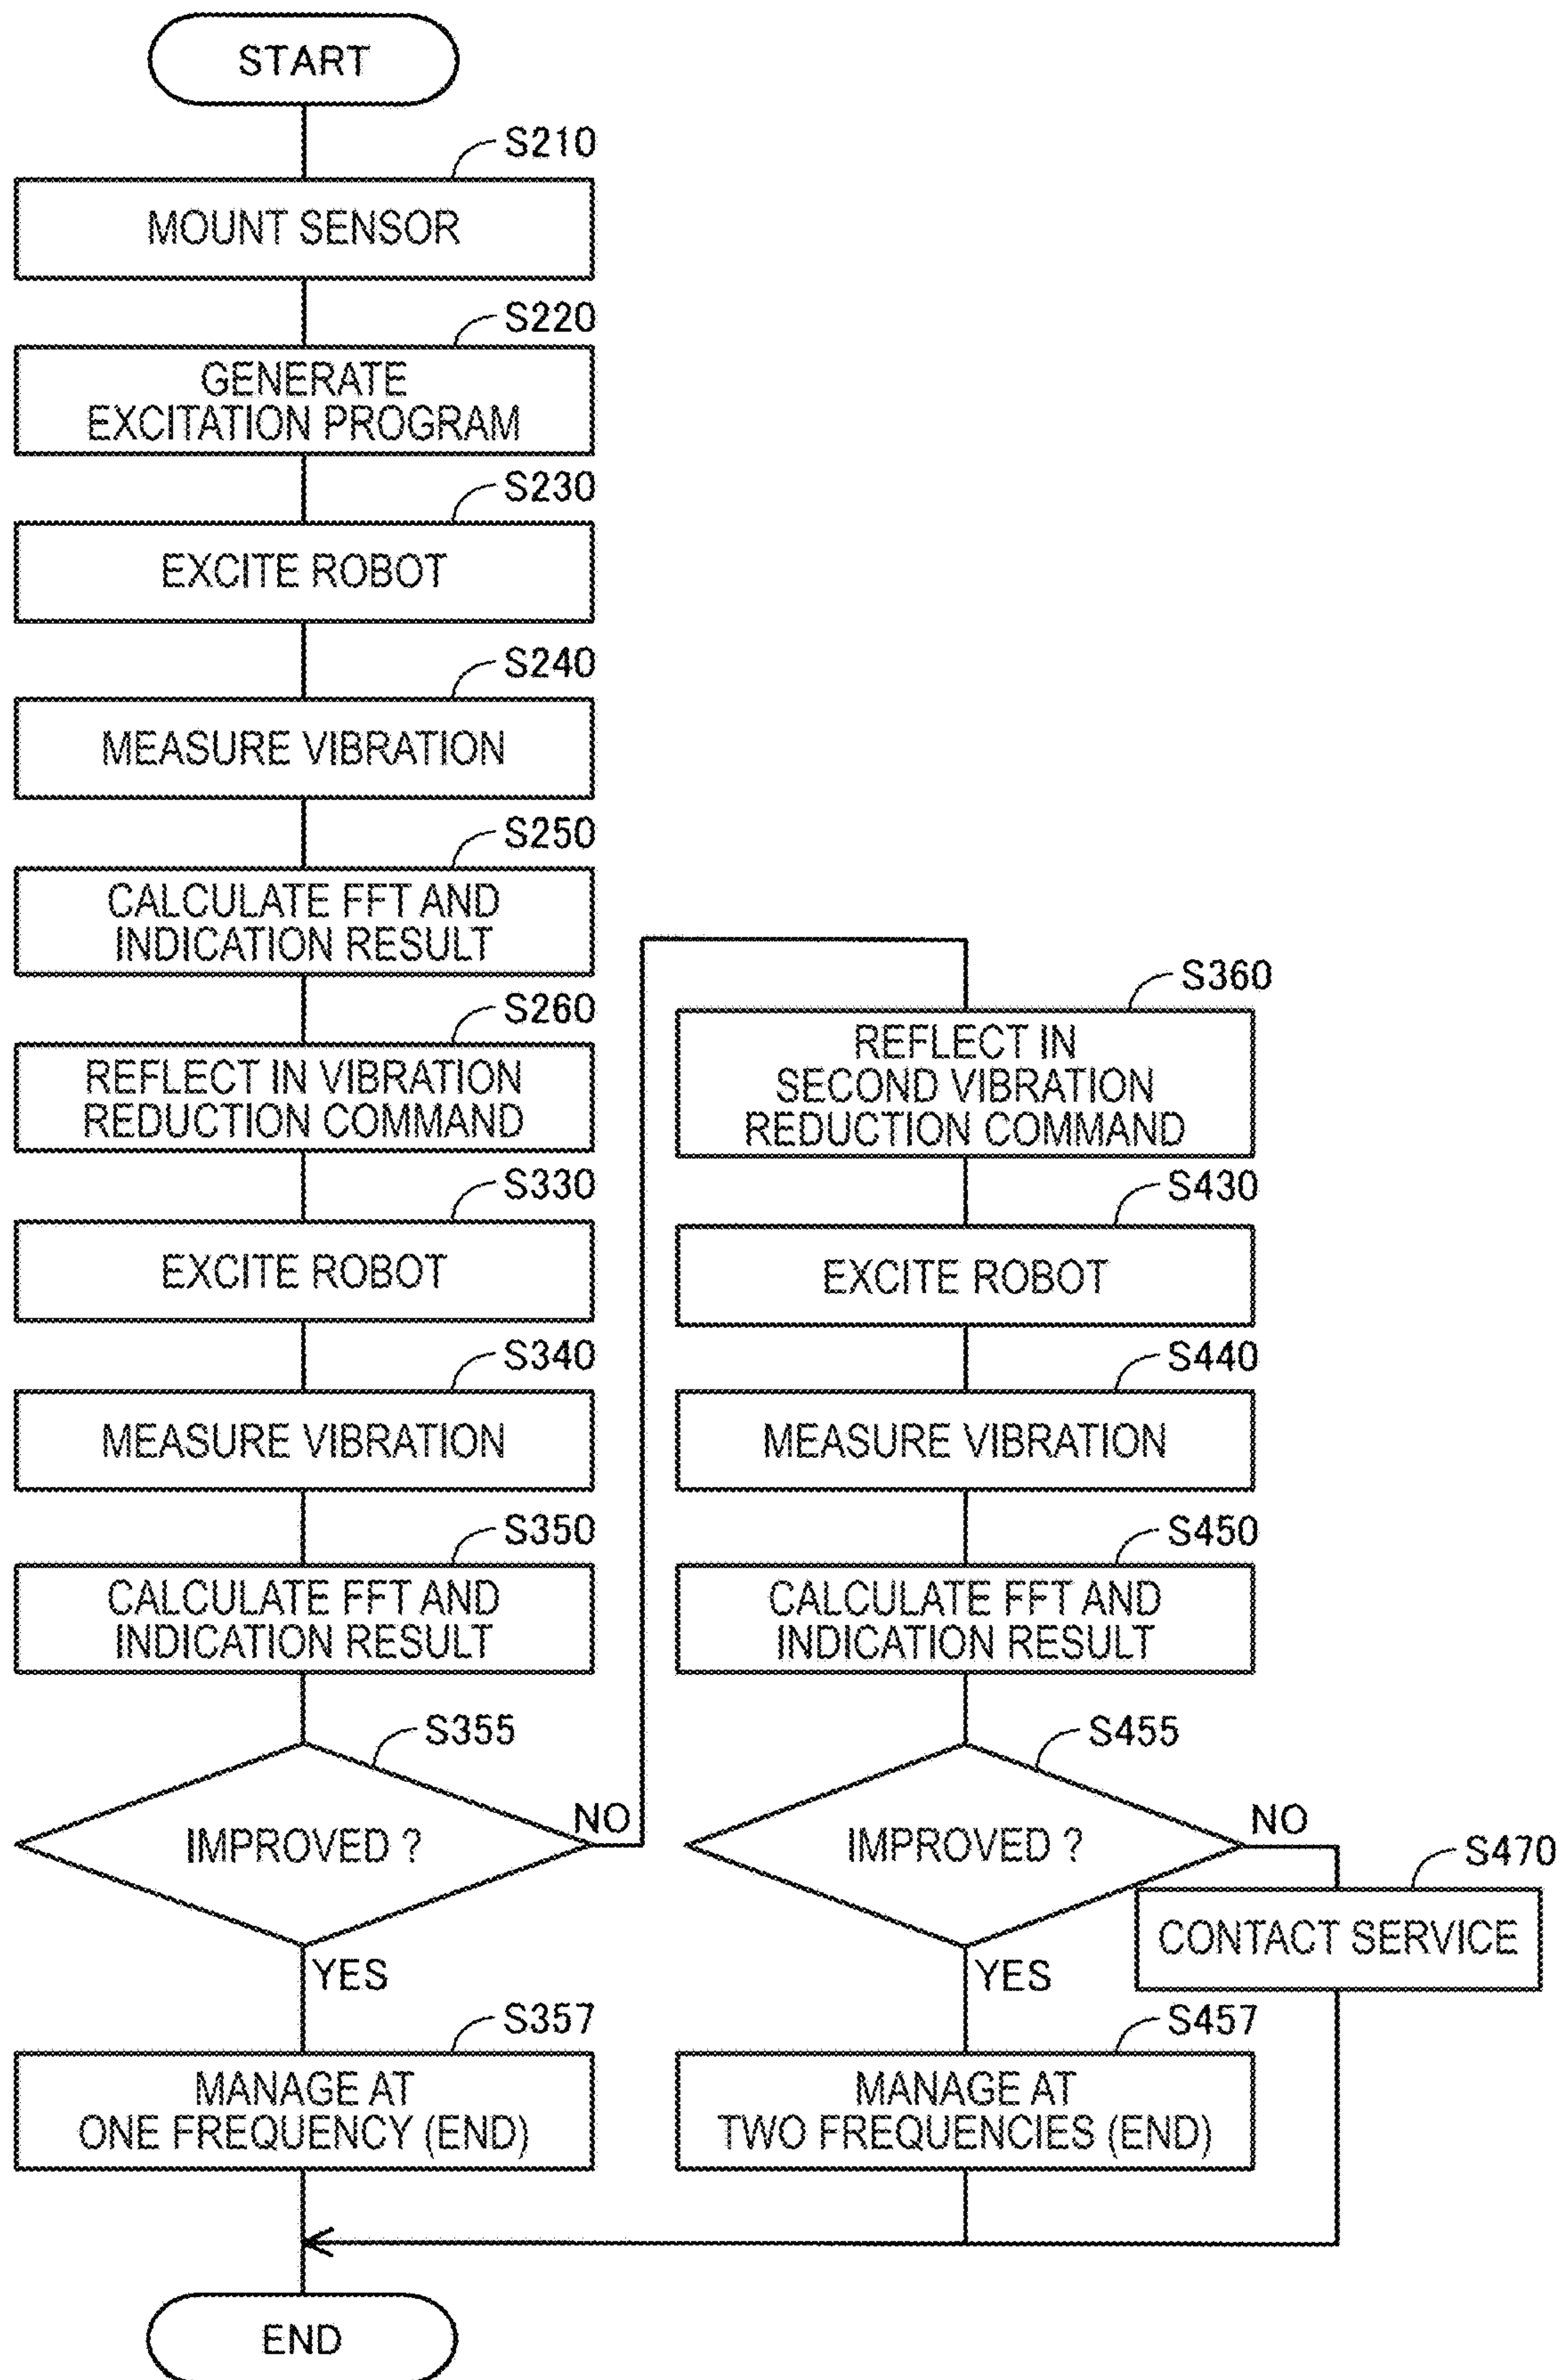 START
S210
MOUNT SENSOR
S220
GENERATE
EXCITATION PROGRAM
S230
EXCITE ROBOT
S240
MEASURE VIBRATION
S250
CALCULATE FFT AND
INDICATION RESULT
S260
REFLECT IN VIBRATION
REDUCTION COMMAND
S330
EXCITE ROBOT
S340
MEASURE VIBRATION
S350
CALCULATE FFT AND
INDICATION RESULT
S355
IMPROVED ?
NO
YES
S357
MANAGE AT
ONE FREQUENCY (END)
S360
REFLECT IN
SECOND VIBRATION
REDUCTION COMMAND
S430
EXCITE ROBOT
S440
MEASURE VIBRATION
S450
CALCULATE FFT AND
INDICATION RESULT
S455
IMPROVED ?
NO
S470
CONTACT SERVICE
YES
S457
MANAGE AT
TWO FREQUENCIES (END)
END